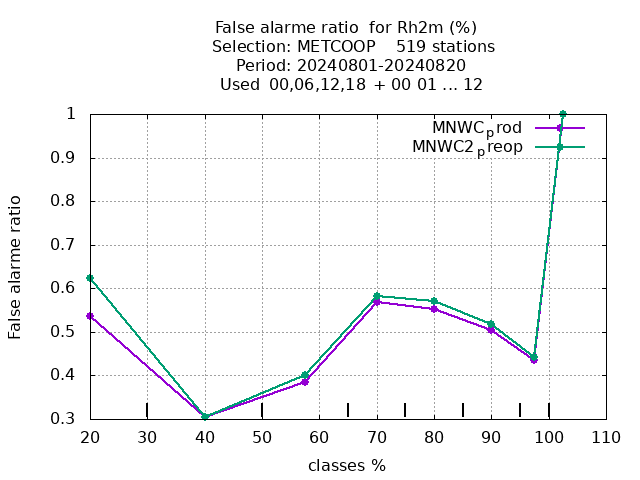 False alarme ratio  for Rh2m (%)
Selection: METCOOP    519 stations
Period: 20240801-20240820
Used  00,06,12,18 + 00 01 ... 12
MNWC_prod
MNWC2_preop
False alarme ratio
1
0.9
0.8
0.7
0.6
0.5
0.4
0.3
20 30 40 50 60 70 80 90 100 110
classes %